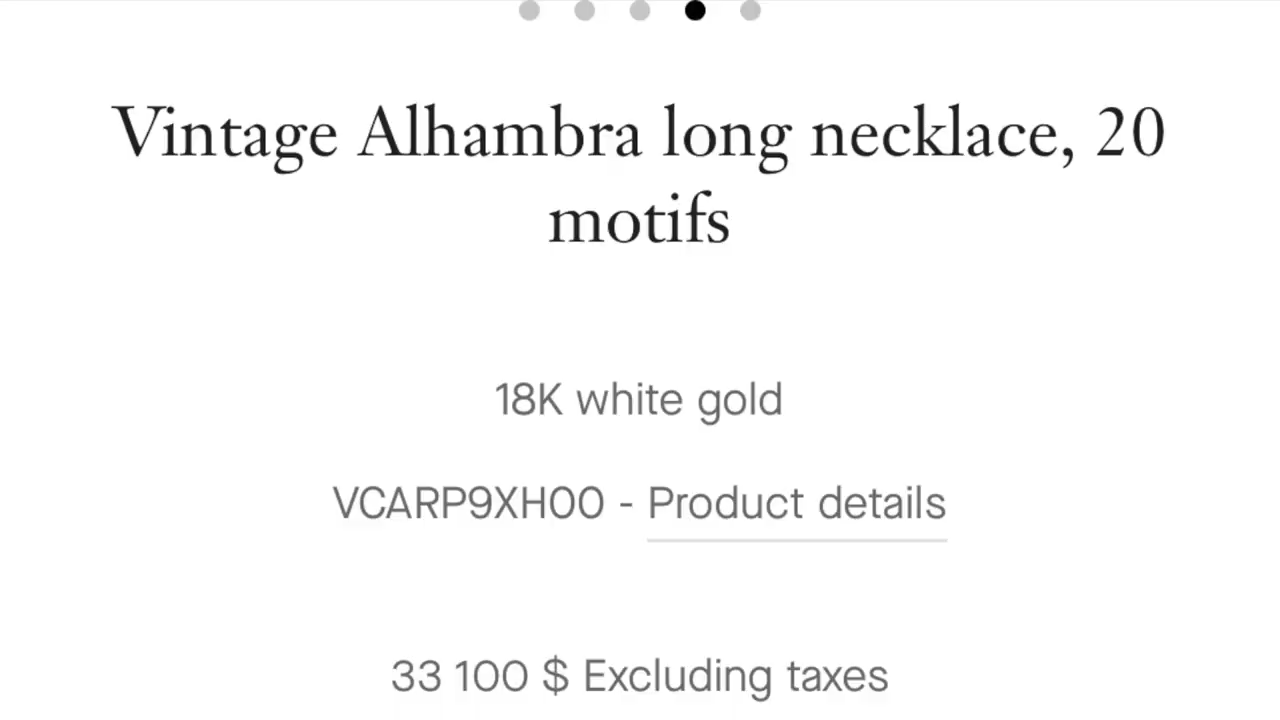 Vintage Alhambra long necklace, 20
motifs
18K white gold
VCARP9XH00 - Product details
33 100 $ Excluding taxes